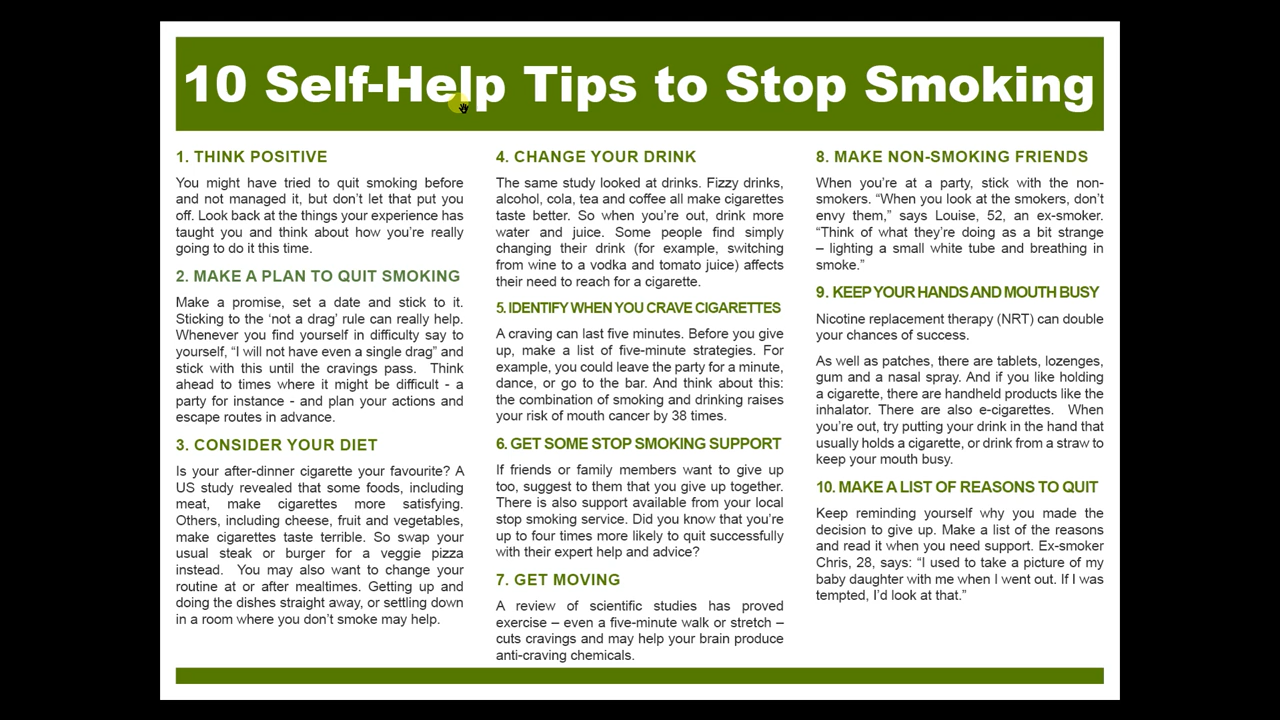 10 Self-Help Tips to Stop Smoking
1. THINK POSITIVE
You might have tried to quit smoking before
and not managed it, but don’t let that put you
off. Look back at the things your experience has
taught you and think about how you’re really
going to do it this time.
2. MAKE A PLAN TO QUIT SMOKING
Make a promise, set a date and stick to it.
Sticking to the ‘not a drag’ rule can really help.
Whenever you find yourself in difficulty say to
yourself, “I will not have even a single drag” and
stick with this until the cravings pass.  Think
ahead to times where it might be difficult - a
party for instance - and plan your actions and
escape routes in advance.
3. CONSIDER YOUR DIET
Is your after-dinner cigarette your favourite? A
US study revealed that some foods, including
meat, make cigarettes more satisfying.
Others, including cheese, fruit and vegetables,
make cigarettes taste terrible. So swap your
usual steak or burger for a veggie pizza
instead.  You may also want to change your
routine at or after mealtimes. Getting up and
doing the dishes straight away, or settling down
in a room where you don’t smoke may help.
4. CHANGE YOUR DRINK
The same study looked at drinks. Fizzy drinks,
alcohol, cola, tea and coffee all make cigarettes
taste better. So when you’re out, drink more
water and juice. Some people find simply
changing their drink (for example, switching
from wine to a vodka and tomato juice) affects
their need to reach for a cigarette.
5. IDENTIFY WHEN YOU CRAVE CIGARETTES
A craving can last five minutes. Before you give
up, make a list of five-minute strategies. For
example, you could leave the party for a minute,
dance, or go to the bar. And think about this:
the combination of smoking and drinking raises
your risk of mouth cancer by 38 times.
6. GET SOME STOP SMOKING SUPPORT
If friends or family members want to give up
too, suggest to them that you give up together.
There is also support available from your local
stop smoking service. Did you know that you’re
up to four times more likely to quit successfully
with their expert help and advice?
7. GET MOVING
A review of scientific studies has proved
exercise – even a five-minute walk or stretch –
cuts cravings and may help your brain produce
anti-craving chemicals.
8. MAKE NON-SMOKING FRIENDS
When you’re at a party, stick with the non-
smokers. “When you look at the smokers, don’t
envy them,” says Louise, 52, an ex-smoker.
“Think of what they’re doing as a bit strange
– lighting a small white tube and breathing in
smoke.”
9. KEEP YOUR HANDS AND MOUTH BUSY
Nicotine replacement therapy (NRT) can double
your chances of success.
As well as patches, there are tablets, lozenges,
gum and a nasal spray. And if you like holding
a cigarette, there are handheld products like the
inhalator. There are also e-cigarettes.  When
you’re out, try putting your drink in the hand that
usually holds a cigarette, or drink from a straw to
keep your mouth busy.
10. MAKE A LIST OF REASONS TO QUIT
Keep reminding yourself why you made the
decision to give up. Make a list of the reasons
and read it when you need support. Ex-smoker
Chris, 28, says: “I used to take a picture of my
baby daughter with me when I went out. If I was
tempted, I’d look at that.”